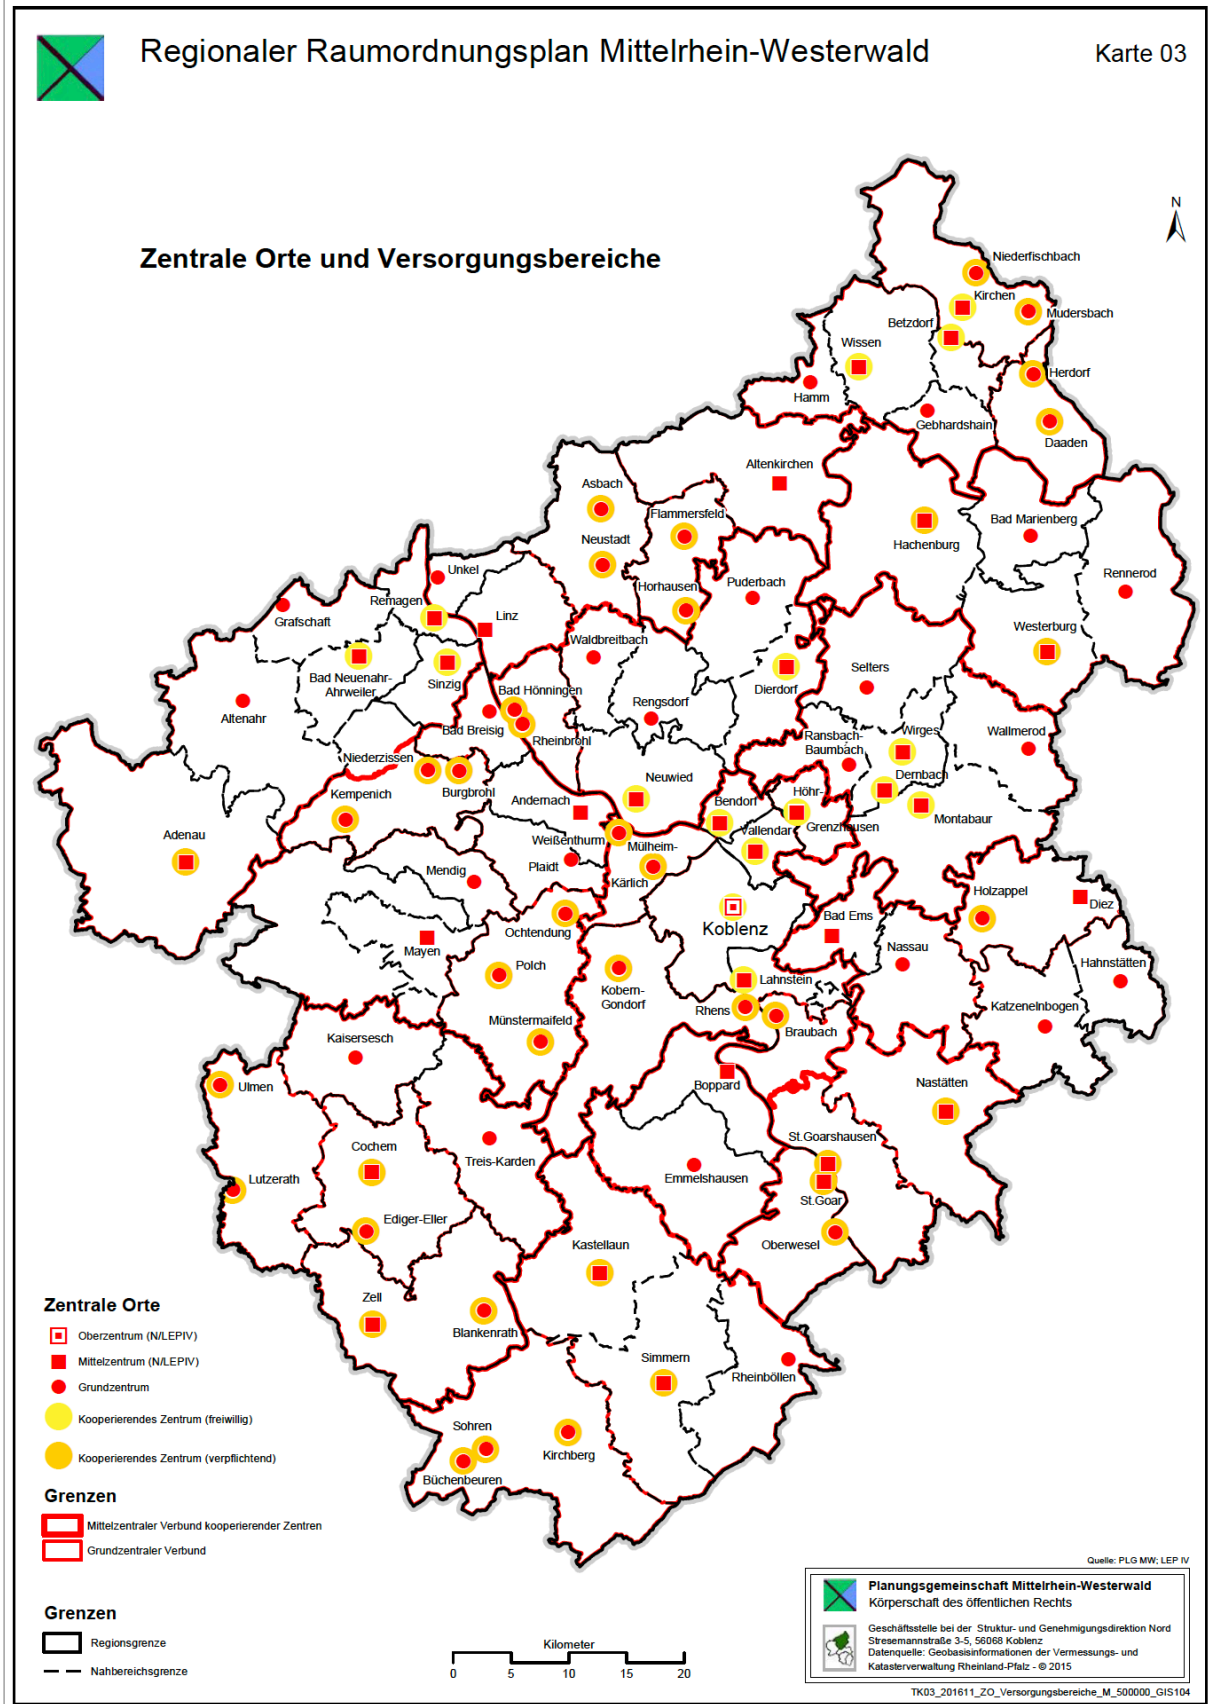 Regionaler Raumordnungsplan Mittelrhein-Westerwald
Karte 03
N
Zentrale Orte und Versorgungsbereiche
Niederfischbach
Kirchen
Mudersbach
Betzdorf
Wissen
Herdorf
Hamm
Gebhardshain
Daaden
Altenkirchen
Asbach
Flammersfeld
Bad Marienberg
Neustadt
Hachenburg
Unkel
Rennerod
Horhausen
Puderbach
Remagen
Linz
Grafschaft
Westerburg
Waldbreitbach
Selters
Bad Neuenahr-
Ahrweiler
Sinzig
Dierdorf
Bad Hönningen
Rengsdorf
Altenahr
Bad Breisig
Rheinbrohl
Ransbach-
Baumbach
Wirges
Wallmerod
Niederzissen
Neuwied
Dernbach
Burgbrohl
Kempenich
Andernach
Bendorf
Höhr-
Grenzhausen
Montabaur
Adenau
Weißenthurm
Vallendar
Mülheim-
Kärlich
Plaidt
Mendig
Holzappel
Diez
Ochtendung
Koblenz
Bad Ems
Mayen
Nassau
Hahnstätten
Polch
Kobern-
Gondorf
Lahnstein
Rhens
Katzenelnbogen
Münstermaifeld
Braubach
Kaisersesch
Ulmen
Boppard
Nastätten
Cochem
St.Goarshausen
Treis-Karden
Lutzerath
Emmelshausen
St.Goar
Ediger-Eller
Kastellaun
Oberwesel
Zell
Blankenrath
Simmern
Rheinböllen
Sohren
Kirchberg
Büchenbeuren
Zentrale Orte
Oberzentrum (N/LEPIV)
Mittelzentrum (N/LEPIV)
Grundzentrum
Kooperierendes Zentrum (freiwillig)
Kooperierendes Zentrum (verpflichtend)
Grenzen
Mittelzentraler Verbund kooperierender Zentren
Grundzentraler Verbund
Grenzen
Regionsgrenze
Nahbereichsgrenze
Kilometer
0 5 10 15 20
Quelle: PLG MW; LEP IV
Planungsgemeinschaft Mittelrhein-Westerwald
Körperschaft des öffentlichen Rechts
Geschäftsstelle bei der Struktur- und Genehmigungsdirektion Nord
Stresemannstraße 3-5, 56068 Koblenz
Datenquelle: Geobasisinformationen der Vermessungs- und
Katasterverwaltung Rheinland-Pfalz - © 2015
TK03_201611_ZO_Versorgungsbereiche_M_500000_GIS104